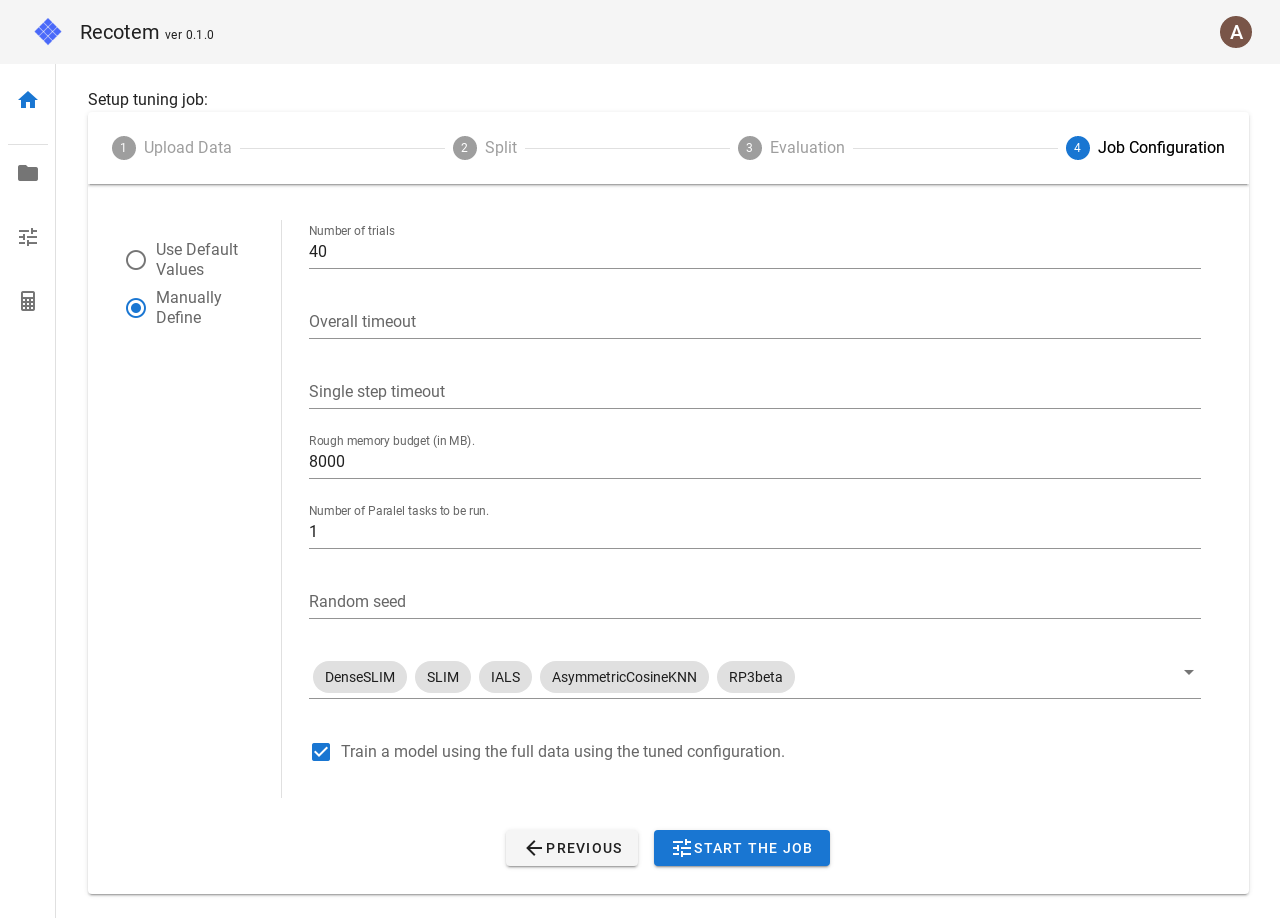 Recotem ver 0.1.0
A
Setup tuning job:
1 Upload Data
2 Split
3 Evaluation
4 Job Configuration
Use Default
Values
Manually
Define
Number of trials
40
Overall timeout
Single step timeout
Rough memory budget (in MB).
8000
Number of Paralel tasks to be run.
1
Random seed
DenseSLIM SLIM IALS AsymmetricCosineKNN RP3beta
Train a model using the full data using the tuned configuration.
PREVIOUS
START THE JOB